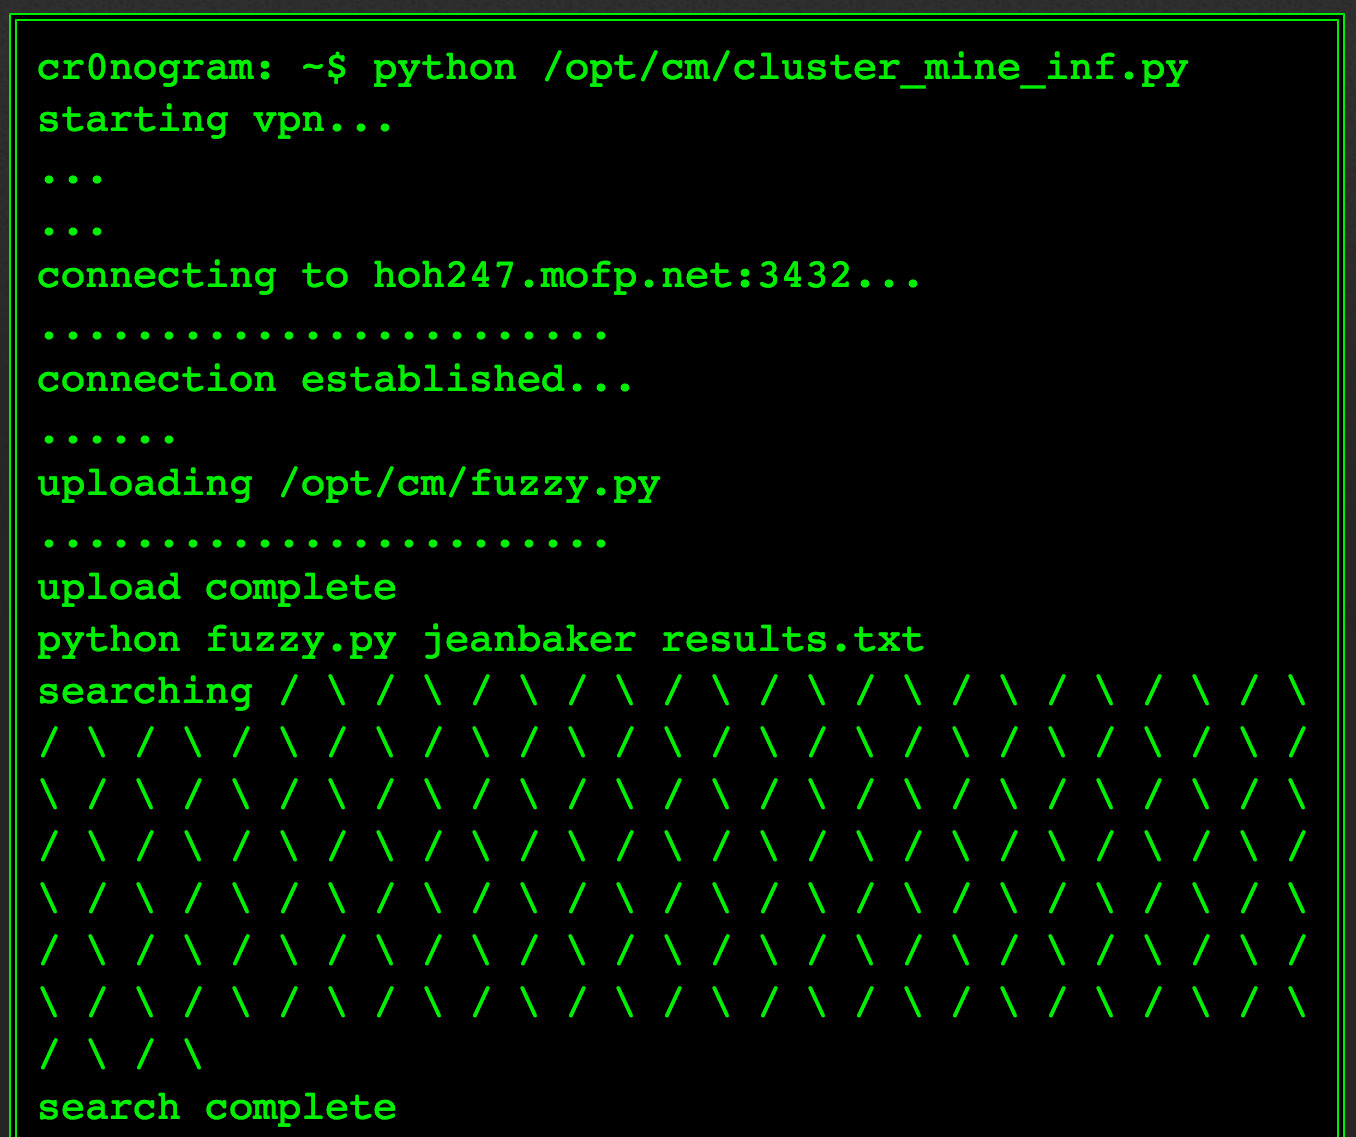 cr0nogram: ~$ python /opt/cm/cluster_mine_inf.py
starting vpn...
...
...
connecting to hoh247.mofp.net:3432...
........................
connection established...
......
uploading /opt/cm/fuzzy.py
........................
upload complete
python fuzzy.py jeanbaker results.txt
searching / \ / \ / \ / \ / \ / \ / \ / \ / \ / \ / \
/ \ / \ / \ / \ / \ / \ / \ / \ / \ / \ / \ / \ / \ /
\ / \ / \ / \ / \ / \ / \ / \ / \ / \ / \ / \ / \ / \
/ \ / \ / \ / \ / \ / \ / \ / \ / \ / \ / \ / \ / \ /
\ / \ / \ / \ / \ / \ / \ / \ / \ / \ / \ / \ / \ / \
/ \ / \ / \ / \ / \ / \ / \ / \ / \ / \ / \ / \ / \ /
\ / \ / \ / \ / \ / \ / \ / \ / \ / \ / \ / \ / \ / \
/ \ / \
search complete